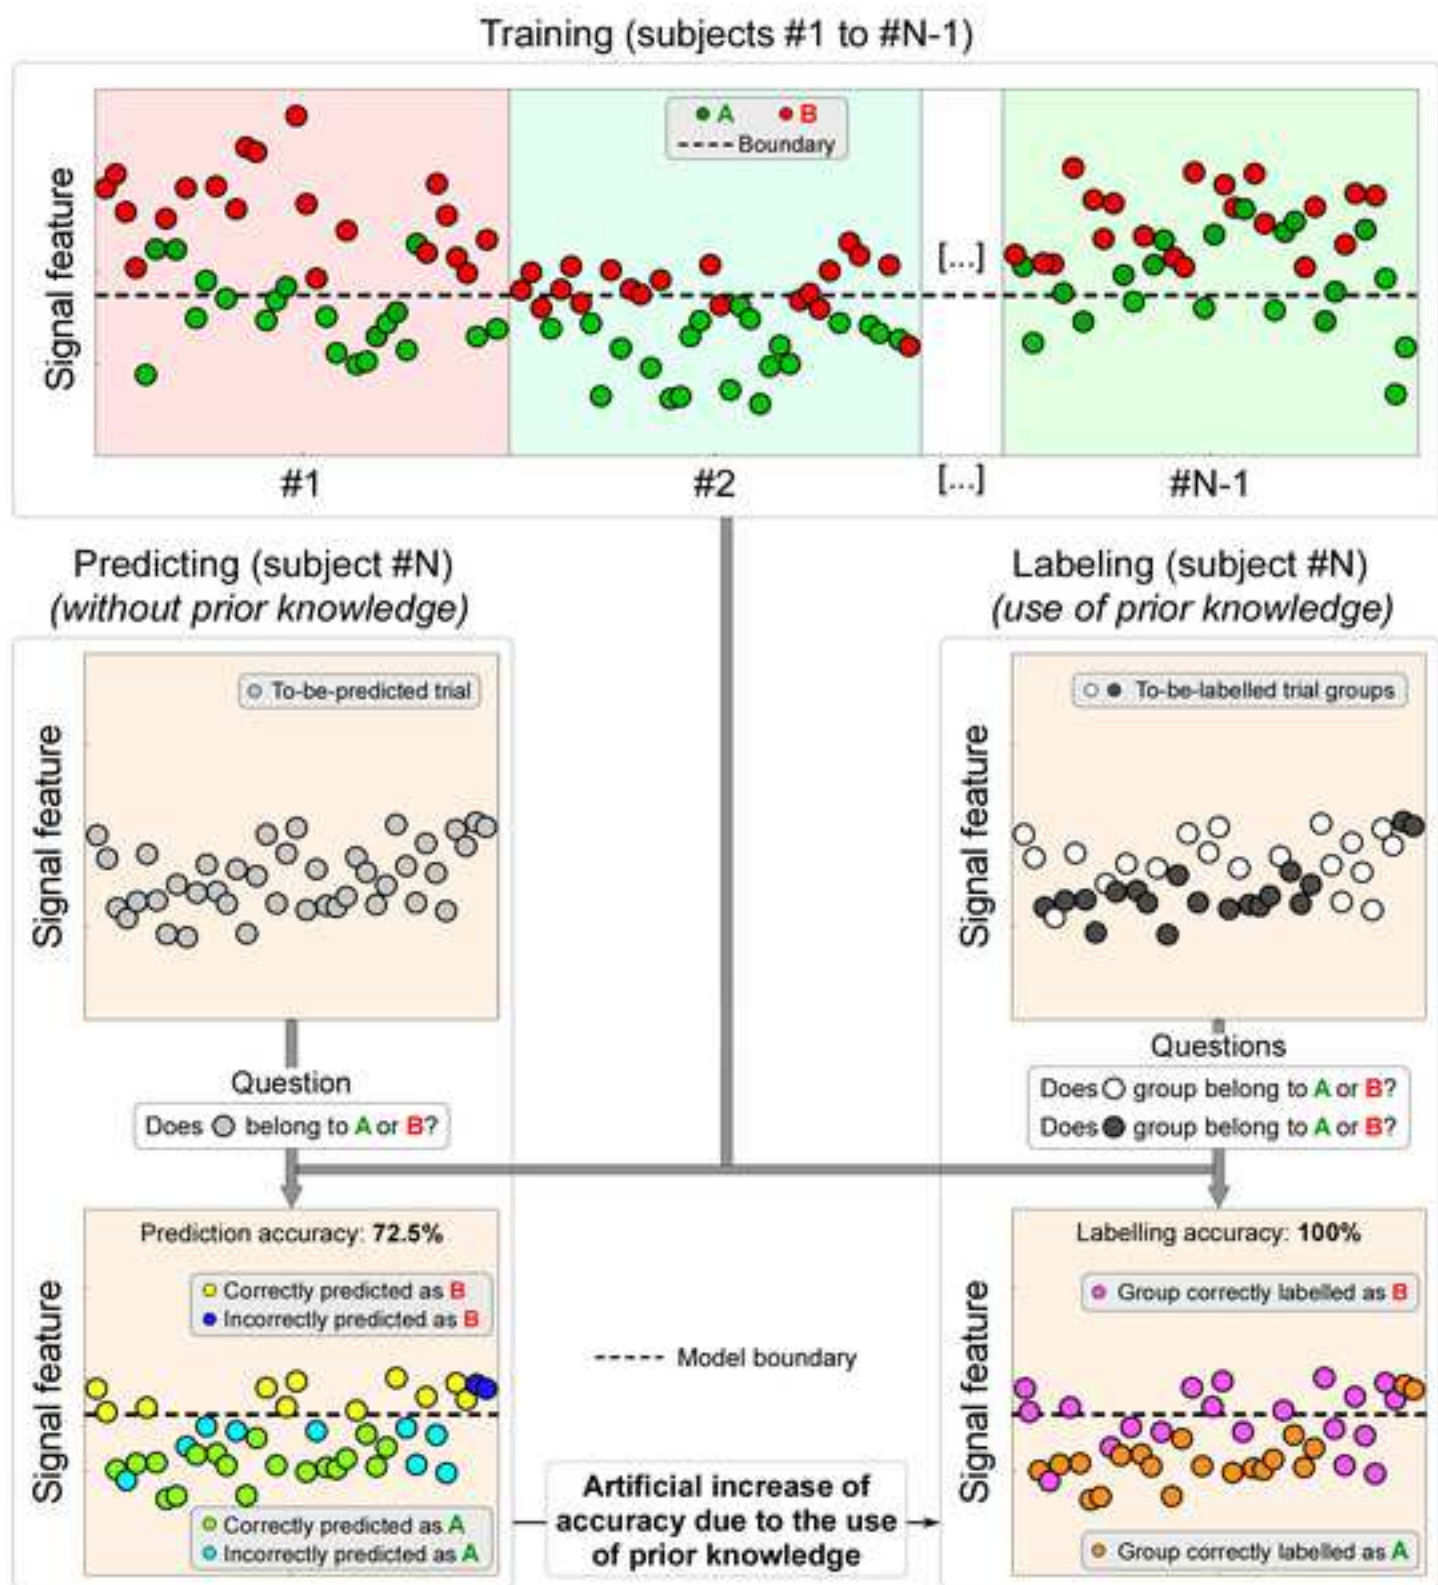 Training (subjects #1 to #N-1)
A B
Boundary
Signal feature
[...]
#1 #2 [...] #N-1
Predicting (subject #N)
(without prior knowledge)
Labeling (subject #N)
(use of prior knowledge)
To-be-predicted trial
Signal feature
To-be-labelled trial groups
Signal feature
Question
Does belong to A or B?
Questions
Does group belong to A or B?
Does group belong to A or B?
Prediction accuracy: 72.5%
Correctly predicted as B
Incorrectly predicted as B
Signal feature
Correctly predicted as A
Incorrectly predicted as A
Model boundary
Artificial increase of
accuracy due to the use
of prior knowledge
Labelling accuracy: 100%
Group correctly labelled as B
Signal feature
Group correctly labelled as A